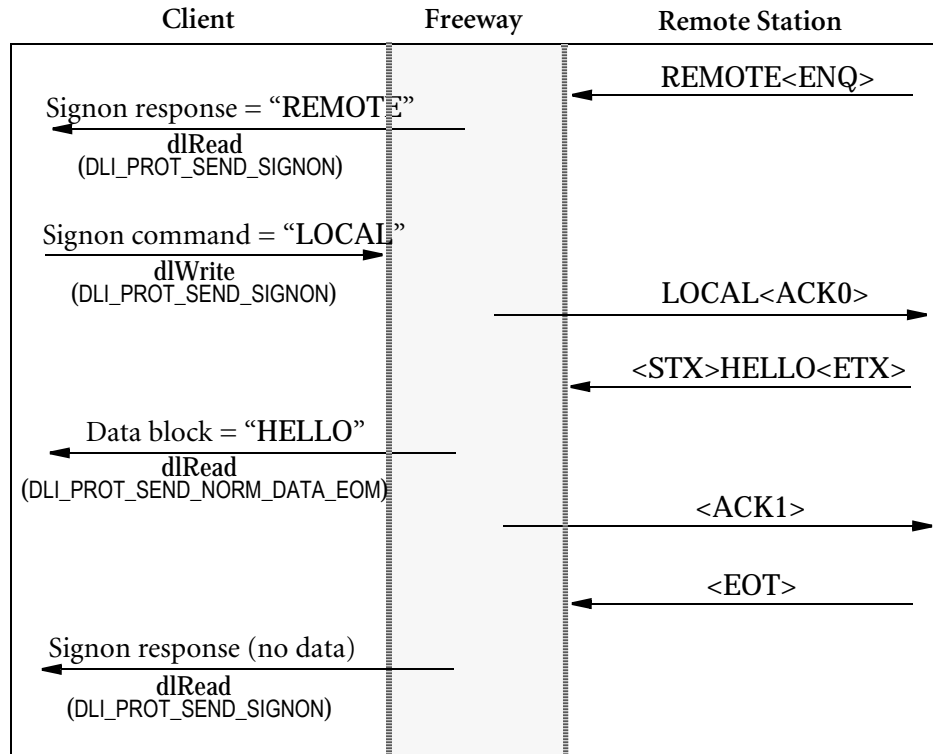 Client Freeway Remote Station
REMOTE<ENQ>
Signon response = “REMOTE”
dlRead
(DLI_PROT_SEND_SIGNON)
Signon command = “LOCAL”
dlWrite
(DLI_PROT_SEND_SIGNON)
LOCAL<ACK0>
<STX>HELLO<ETX>
Data block = “HELLO”
dlRead
(DLI_PROT_SEND_NORM_DATA_EOM)
<ACK1>
<EOT>
Signon response (no data)
dlRead
(DLI_PROT_SEND_SIGNON)